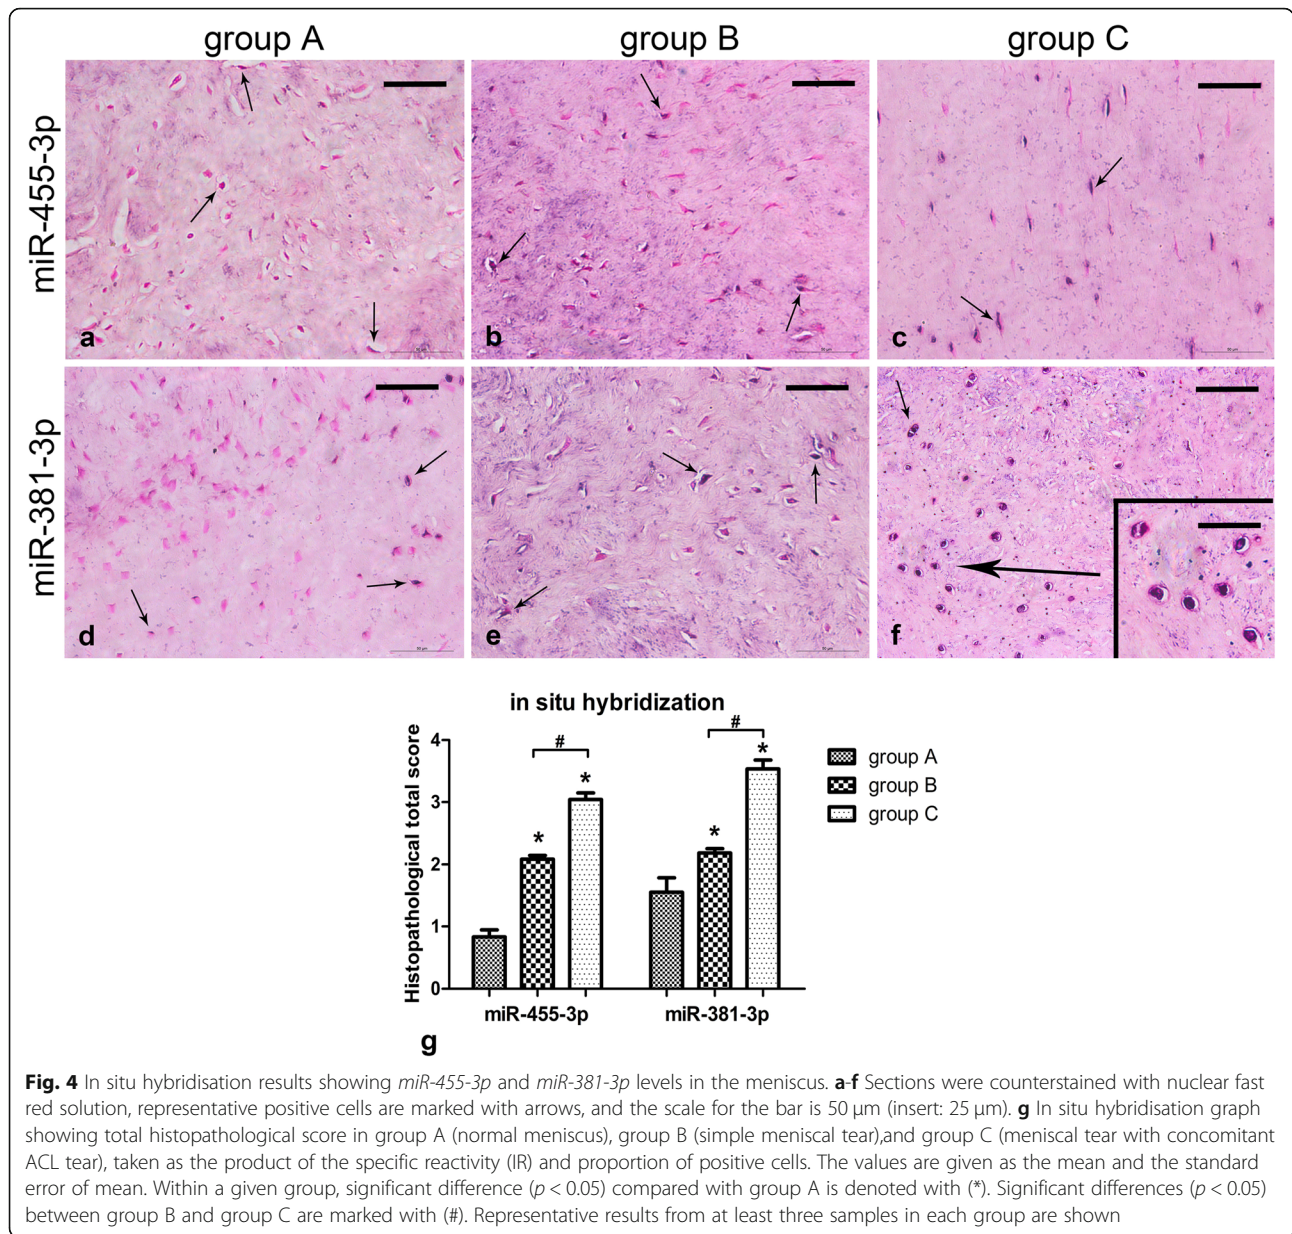 group A group B group C
miR-455-3p
a b c
miR-381-3p
d e f
in situ hybridization
Histopathological total score
4
3
2
1
0
# #
* * * *
group A
group B
group C
miR-455-3p miR-381-3p
g
Fig. 4 In situ hybridisation results showing miR-455-3p and miR-381-3p levels in the meniscus. a-f Sections were counterstained with nuclear fast
red solution, representative positive cells are marked with arrows, and the scale for the bar is 50 μm (insert: 25 μm). g In situ hybridisation graph
showing total histopathological score in group A (normal meniscus), group B (simple meniscal tear),and group C (meniscal tear with concomitant
ACL tear), taken as the product of the specific reactivity (IR) and proportion of positive cells. The values are given as the mean and the standard
error of mean. Within a given group, significant difference (p < 0.05) compared with group A is denoted with (*). Significant differences (p < 0.05)
between group B and group C are marked with (#). Representative results from at least three samples in each group are shown